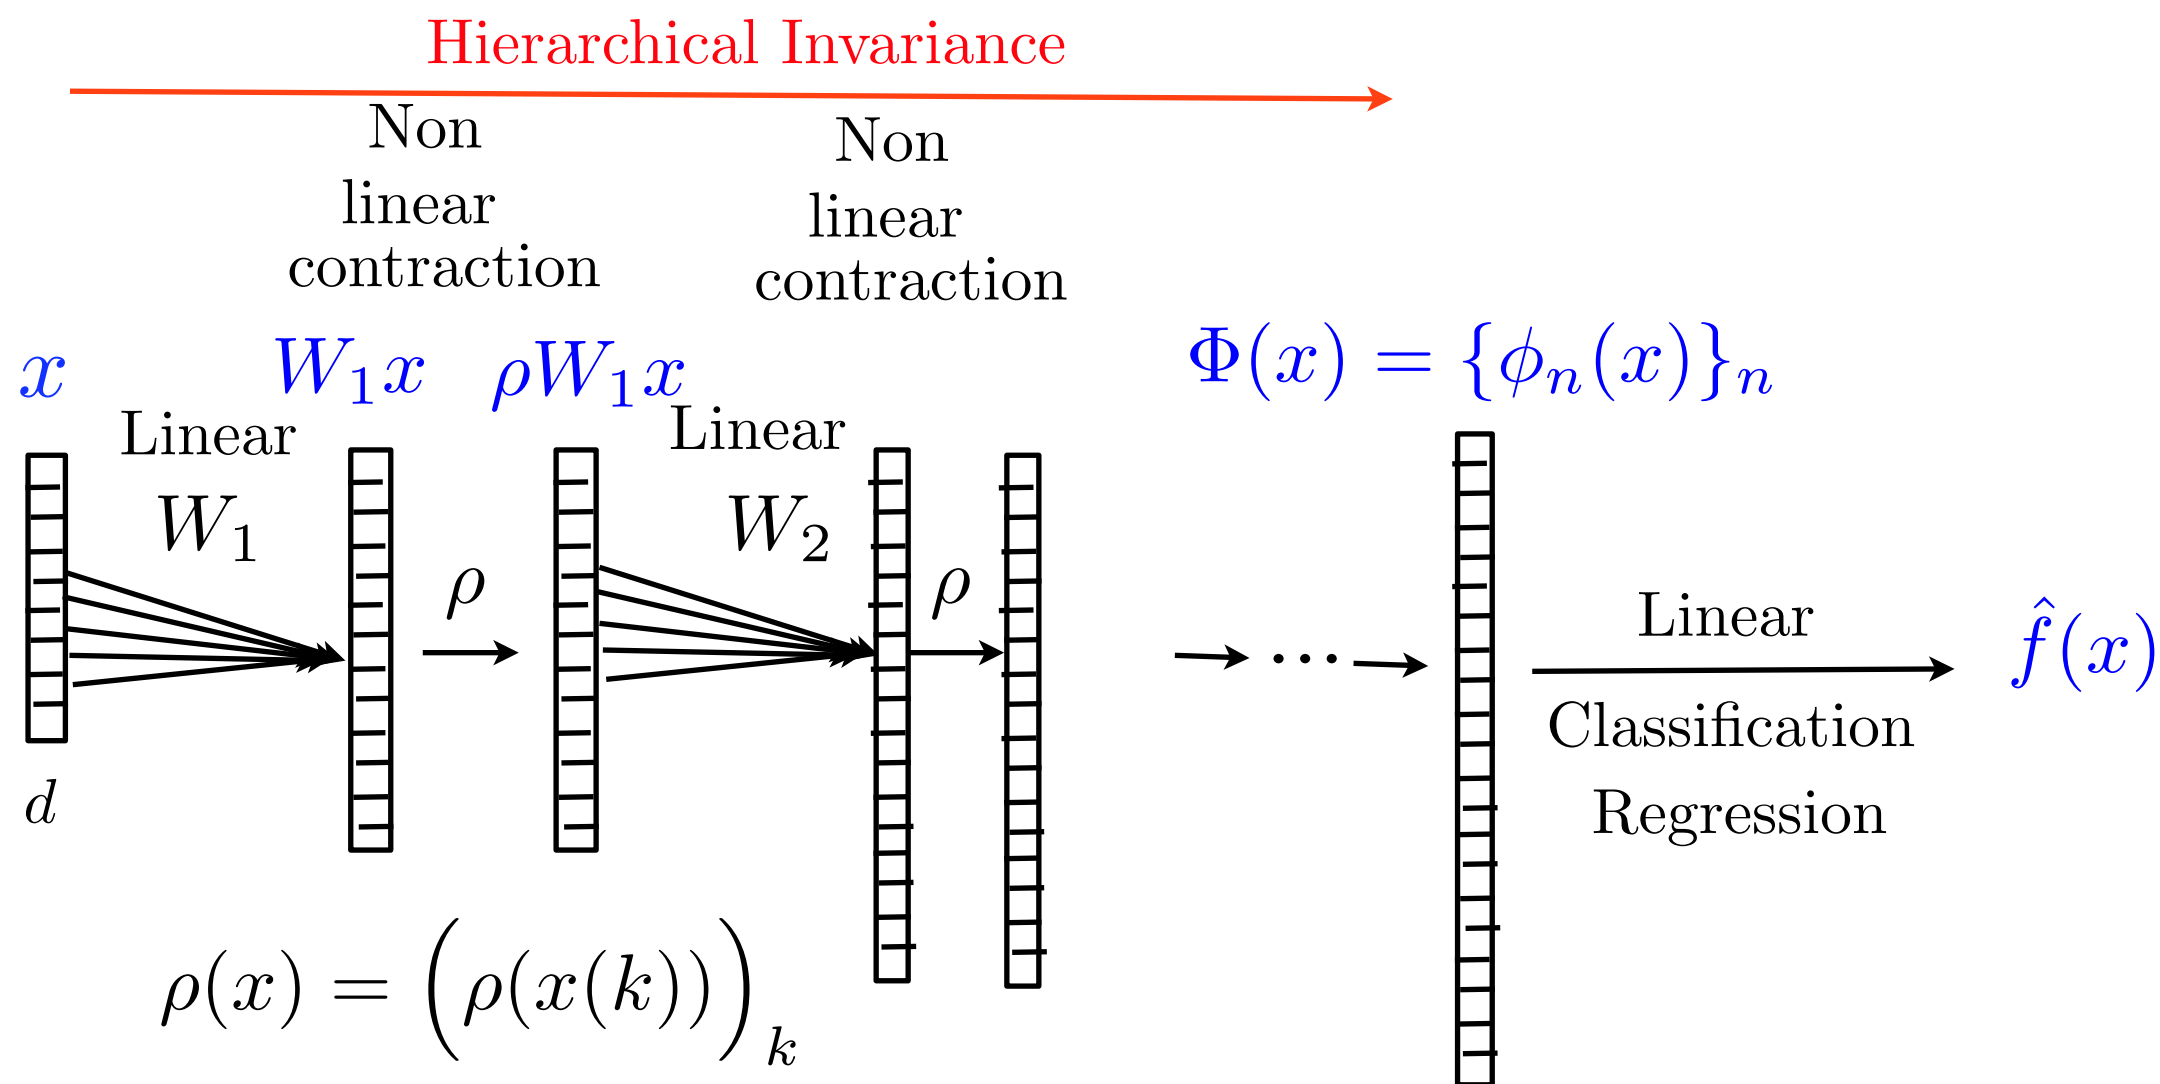 Hierarchical Invariance
Non
linear
contraction
Non
linear
contraction
x
W₁x
ρW₁x
Φ(x) = {ϕₙ(x)}ₙ
Linear
W₁
ρ
Linear
W₂
ρ
...
Linear
Classification
Regression
f̂(x)
d
ρ(x) = (ρ(x(k)))ₖ